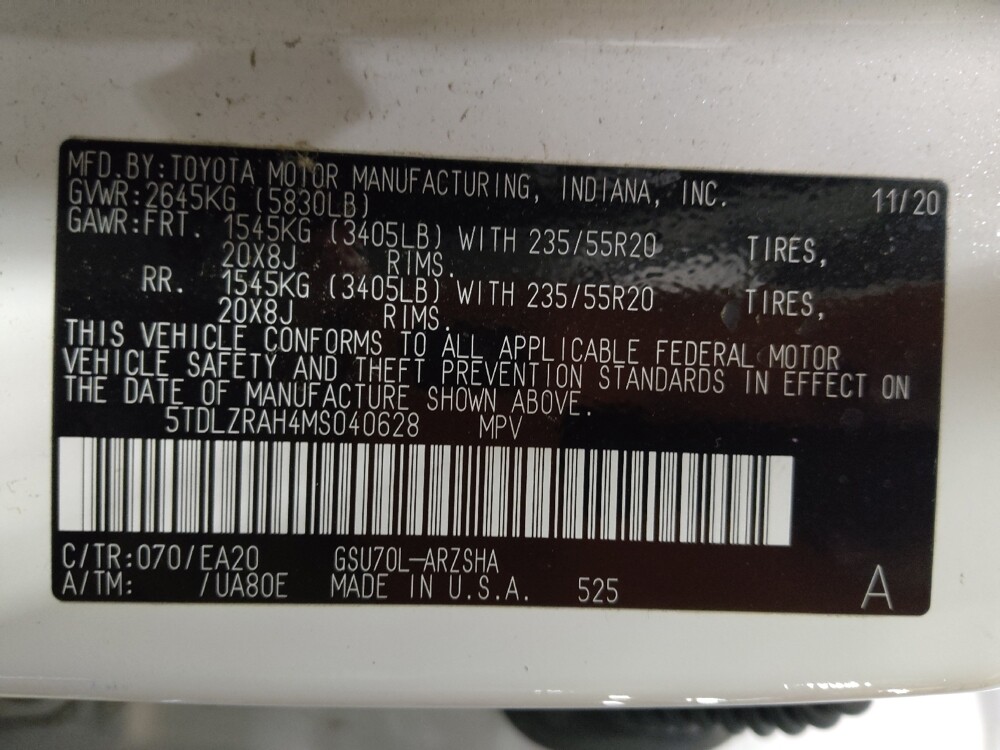 MFD.BY:TOYOTA MOTOR MANUFACTURING, INDIANA, INC. 11/20
GVWR:2645KG (5830LB)
GAWR:FRT. 1545KG (3405LB) WITH 235/55R20 TIRES,
20X8J RIMS.
RR. 1545KG (3405LB) WITH 235/55R20 TIRES,
20X8J RIMS.
THIS VEHICLE CONFORMS TO ALL APPLICABLE FEDERAL MOTOR
VEHICLE SAFETY AND THEFT PREVENTION STANDARDS IN EFFECT ON
THE DATE OF MANUFACTURE SHOWN ABOVE.
5TDLZRAH4MS040628 MPV
C/TR:070/EA20 GSU70L-ARZSHA
A/TM: /UA80E MADE IN U.S.A. 525 A